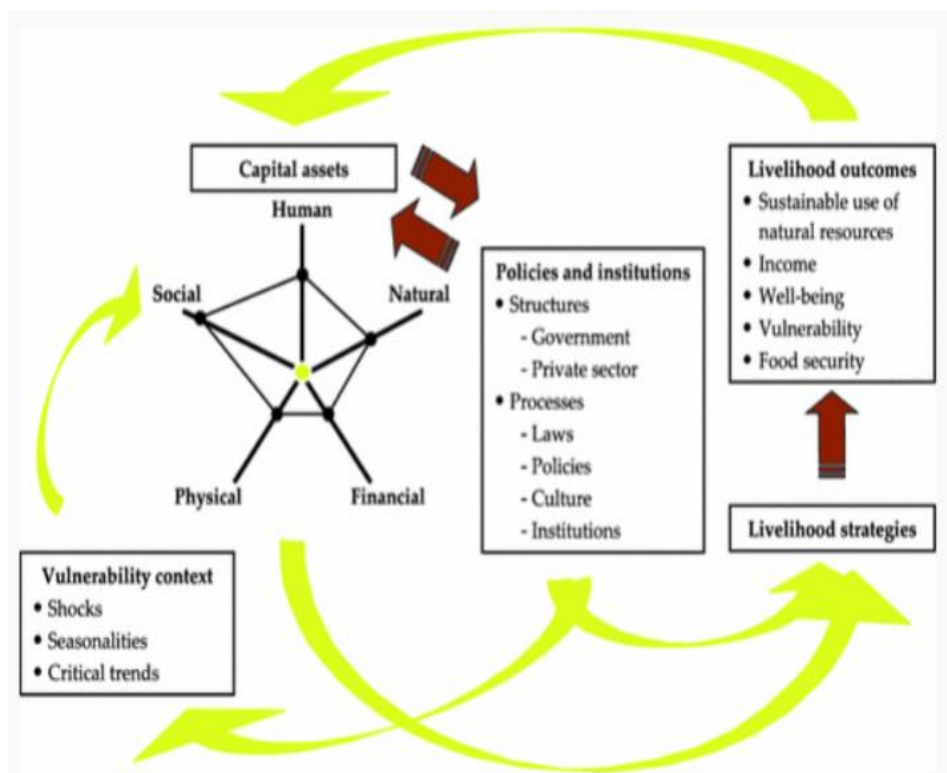 Capital assets
Human
Social
Natural
Physical
Financial
Vulnerability context
• Shocks
• Seasonalities
• Critical trends
Policies and institutions
• Structures
- Government
- Private sector
• Processes
- Laws
- Policies
- Culture
- Institutions
Livelihood outcomes
• Sustainable use of
natural resources
• Income
• Well-being
• Vulnerability
• Food security
Livelihood strategies